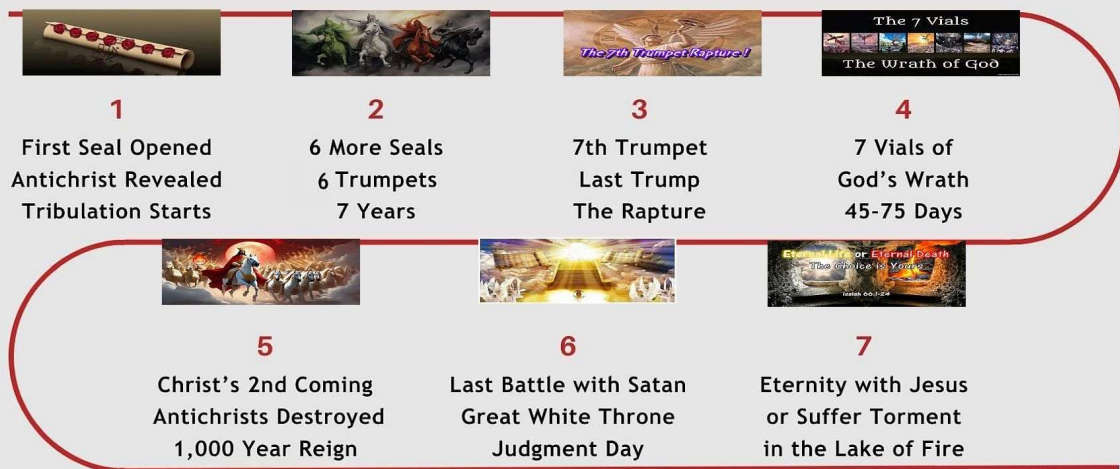 The 7th Trumpet Rapture !
The 7 Vials
The Wrath of God
1
First Seal Opened
Antichrist Revealed
Tribulation Starts
2
6 More Seals
6 Trumpets
7 Years
3
7th Trumpet
Last Trump
The Rapture
4
7 Vials of
God's Wrath
45-75 Days
Eternal Life or Eternal Death
The Choice is Yours
Isaiah 66:1-24
5
Christ's 2nd Coming
Antichrists Destroyed
1,000 Year Reign
6
Last Battle with Satan
Great White Throne
Judgment Day
7
Eternity with Jesus
or Suffer Torment
in the Lake of Fire